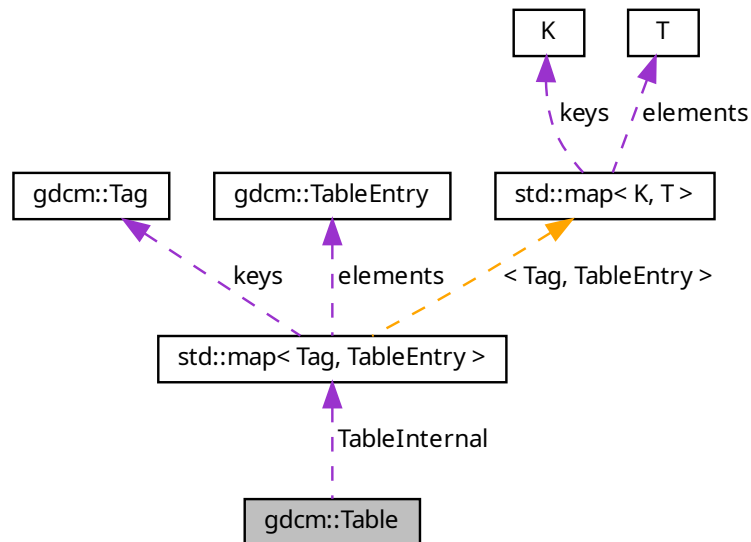 K
T
keys
elements
gdcm::Tag
gdcm::TableEntry
std::map< K, T >
keys
elements
< Tag, TableEntry >
std::map< Tag, TableEntry >
TableInternal
gdcm::Table